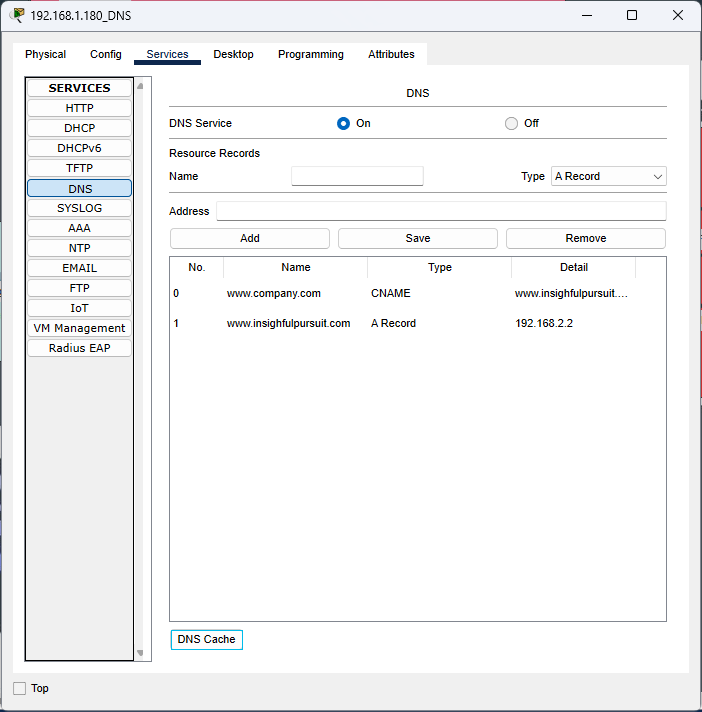 192.168.1.180_DNS
Physical Config Services Desktop Programming Attributes
SERVICES
HTTP
DHCP
DHCPv6
TFTP
DNS
SYSLOG
AAA
NTP
EMAIL
FTP
IoT
VM Management
Radius EAP
DNS
DNS Service On Off
Resource Records
Name Type A Record
Address
Add Save Remove
No. Name Type Detail
0 www.company.com CNAME www.insighfulpursuit....
1 www.insighfulpursuit.com A Record 192.168.2.2
DNS Cache
Top